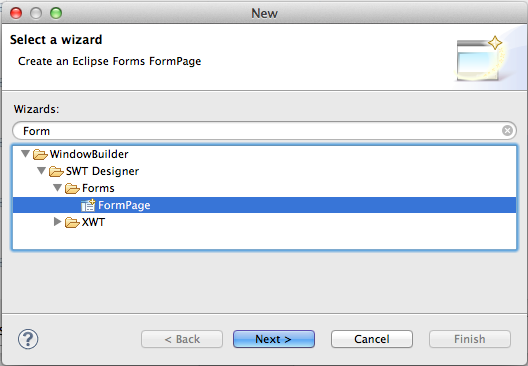 New
Select a wizard
Create an Eclipse Forms FormPage
Wizards:
Form
WindowBuilder
SWT Designer
Forms
FormPage
XWT
?
< Back
Next >
Cancel
Finish